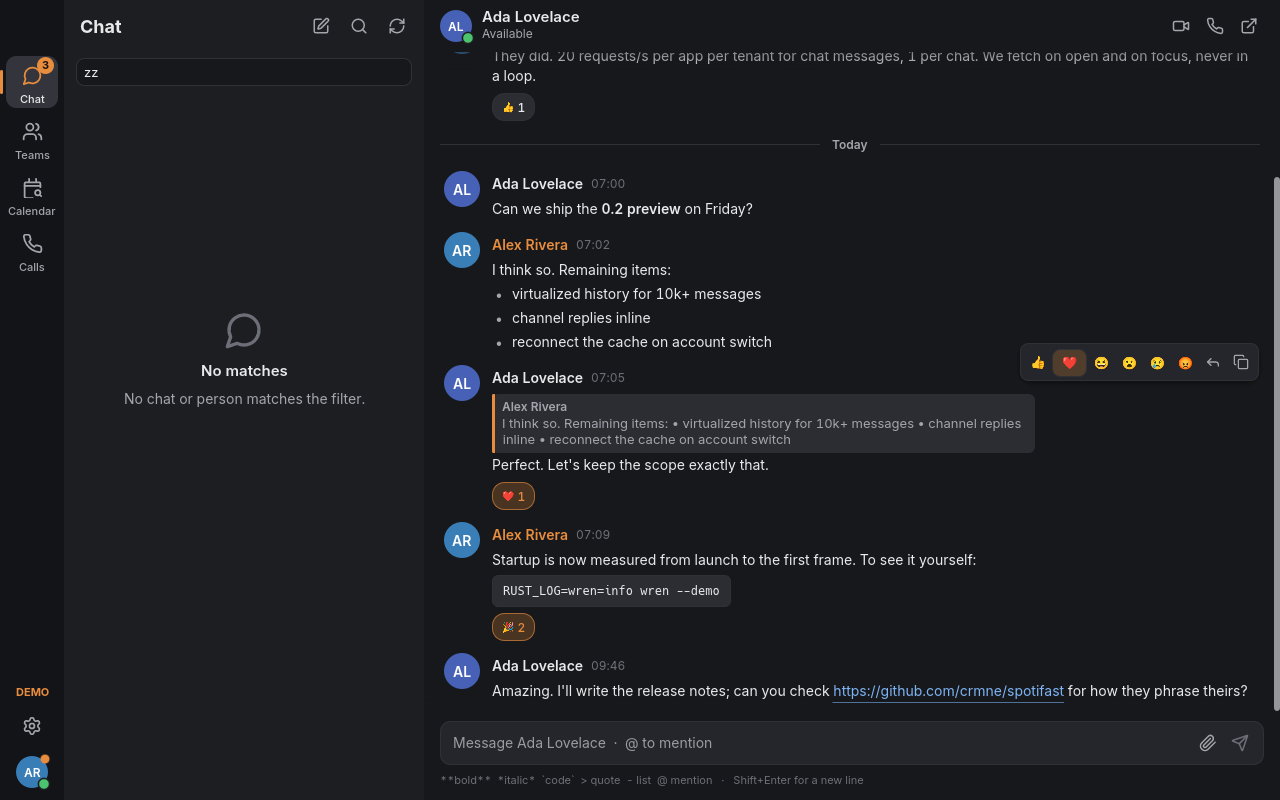 Chat
zz
3
Chat
Teams
Calendar
Calls
No matches
No chat or person matches the filter.
DEMO
AR
AL
Ada Lovelace
Available
They did. 20 requests/s per app per tenant for chat messages, 1 per chat. We fetch on open and on focus, never in
a loop.
👍 1
Today
AL
Ada Lovelace 07:00
Can we ship the 0.2 preview on Friday?
AR
Alex Rivera 07:02
I think so. Remaining items:
• virtualized history for 10k+ messages
• channel replies inline
• reconnect the cache on account switch
AL
Ada Lovelace 07:05
Alex Rivera
I think so. Remaining items: • virtualized history for 10k+ messages • channel replies
inline • reconnect the cache on account switch
Perfect. Let's keep the scope exactly that.
❤️ 1
AR
Alex Rivera 07:09
Startup is now measured from launch to the first frame. To see it yourself:
RUST_LOG=wren=info wren --demo
🎉 2
AL
Ada Lovelace 09:46
Amazing. I'll write the release notes; can you check https://github.com/crmne/spotifast for how they phrase theirs?
Message Ada Lovelace · @ to mention
**bold** *italic* `code` > quote - list @ mention · Shift+Enter for a new line